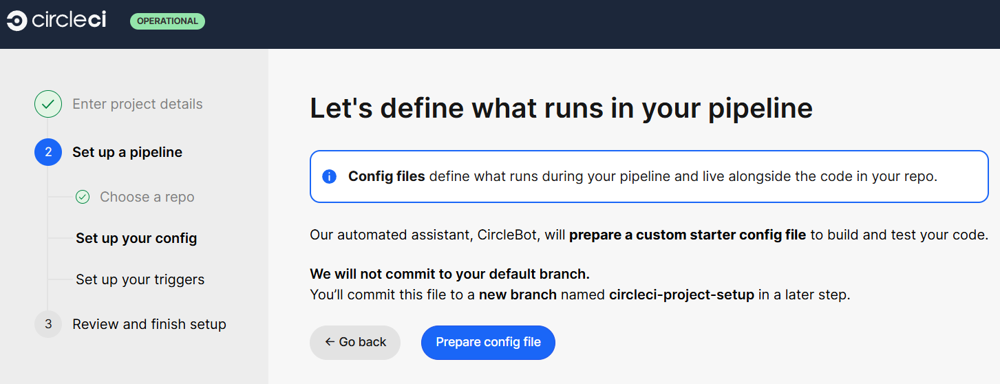 circleci OPERATIONAL
Enter project details
2 Set up a pipeline
Choose a repo
Set up your config
Set up your triggers
3 Review and finish setup
Let's define what runs in your pipeline
Config files define what runs during your pipeline and live alongside the code in your repo.
Our automated assistant, CircleBot, will prepare a custom starter config file to build and test your code.
We will not commit to your default branch.
You’ll commit this file to a new branch named circleci-project-setup in a later step.
← Go back Prepare config file